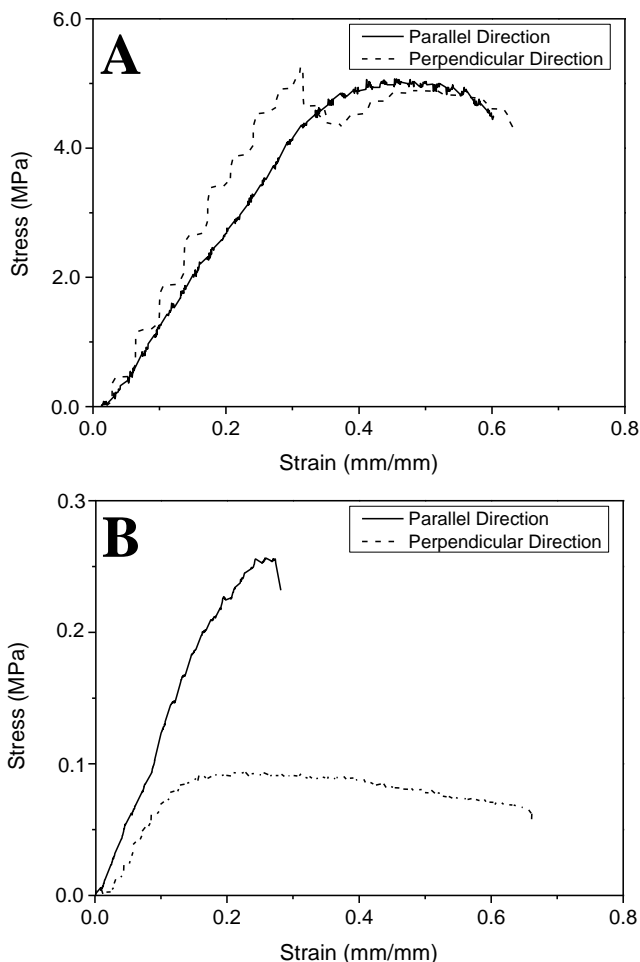 A
Parallel Direction
Perpendicular Direction
6.0
4.0
2.0
0.0
Stress (MPa)
0.0 0.2 0.4 0.6 0.8
Strain (mm/mm)
B
Parallel Direction
Perpendicular Direction
0.3
0.2
0.1
0.0
Stress (MPa)
0.0 0.2 0.4 0.6 0.8
Strain (mm/mm)